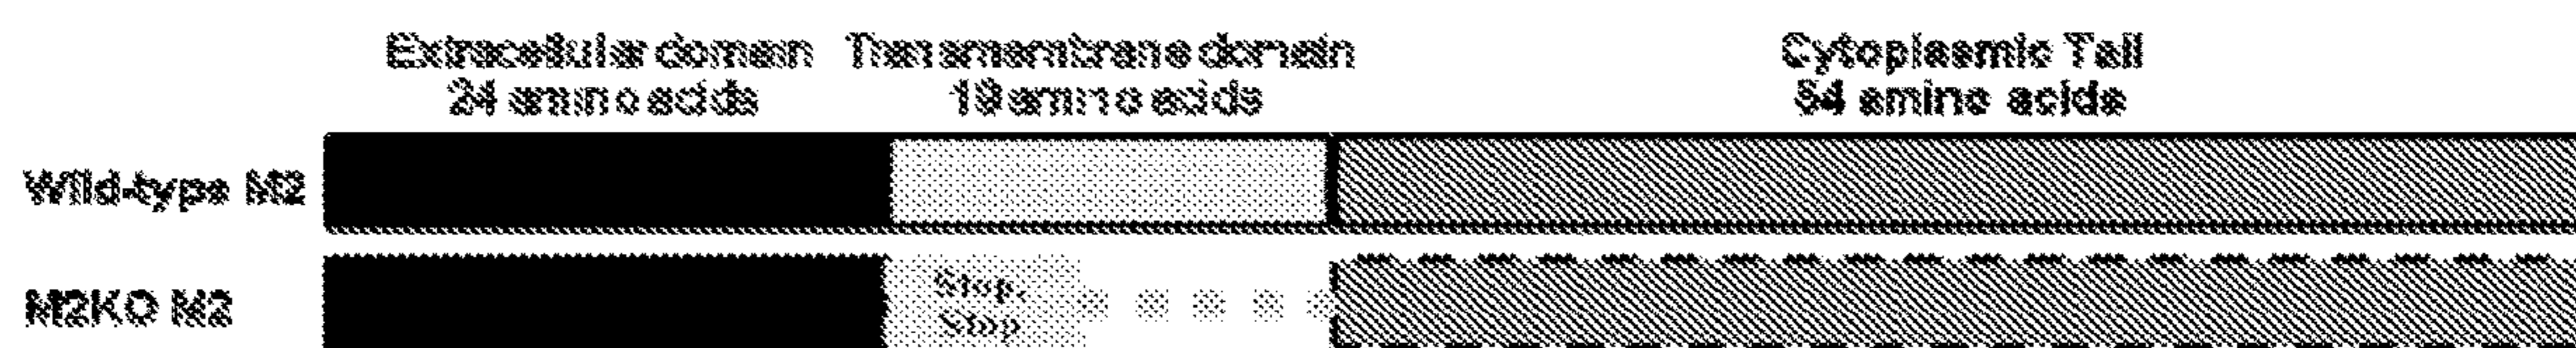 Extracellular domain
24 amino acids
Transmembrane domain
19 amino acids
Cytoplasmic Tail
54 amino acids
Wild-type M2
M2KO M2
Stop,
Stop